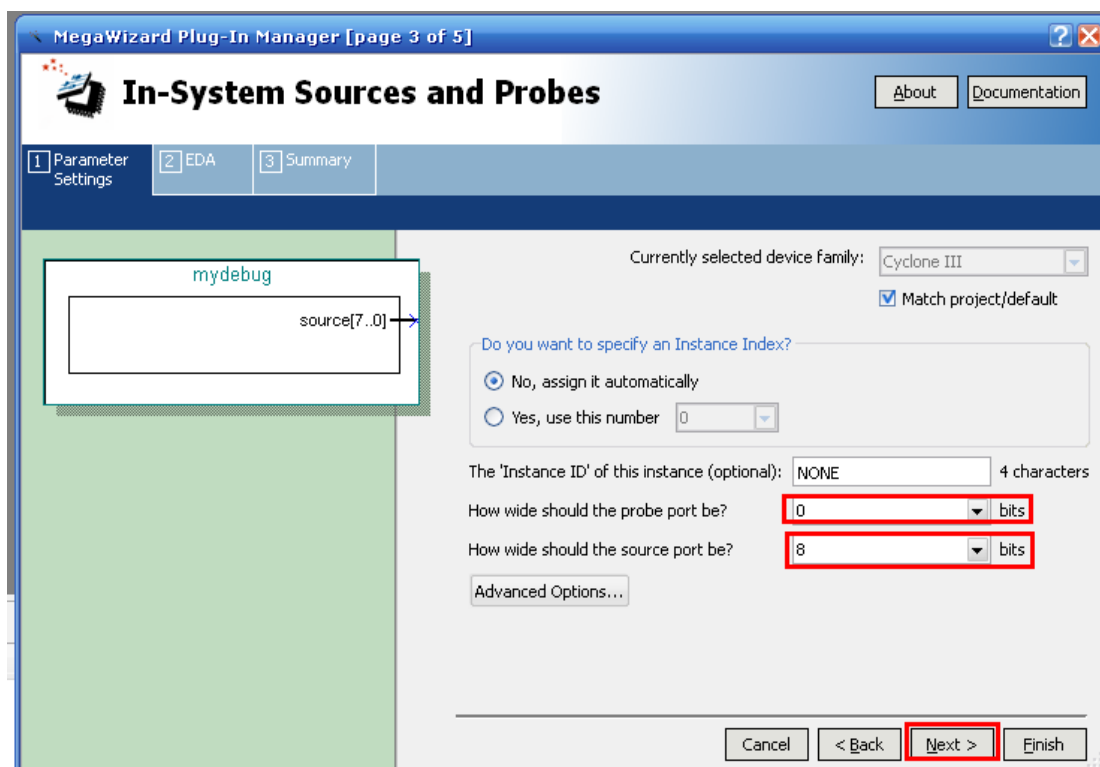 MegaWizard Plug-In Manager [page 3 of 5]
In-System Sources and Probes
About
Documentation
1 Parameter Settings
2 EDA
3 Summary
mydebug
source[7..0]
Currently selected device family:
Cyclone III
Match project/default
Do you want to specify an Instance Index?
No, assign it automatically
Yes, use this number 0
The 'Instance ID' of this instance (optional): NONE 4 characters
How wide should the probe port be? 0 bits
How wide should the source port be? 8 bits
Advanced Options...
Cancel
< Back
Next >
Finish